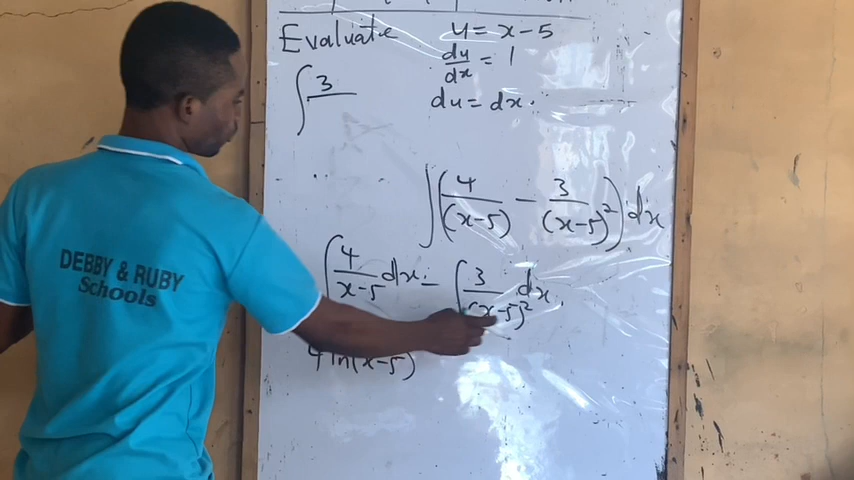 Evaluate
∫ 3/
u = x-5
du/dx = 1
du = dx.
∫(4/(x-5) - 3/(x-5)²)dx
∫ 4/x-5 dx - ∫ 3/(x-5)² dx.
4 ln(x-5)
DEBBY & RUBY
Schools